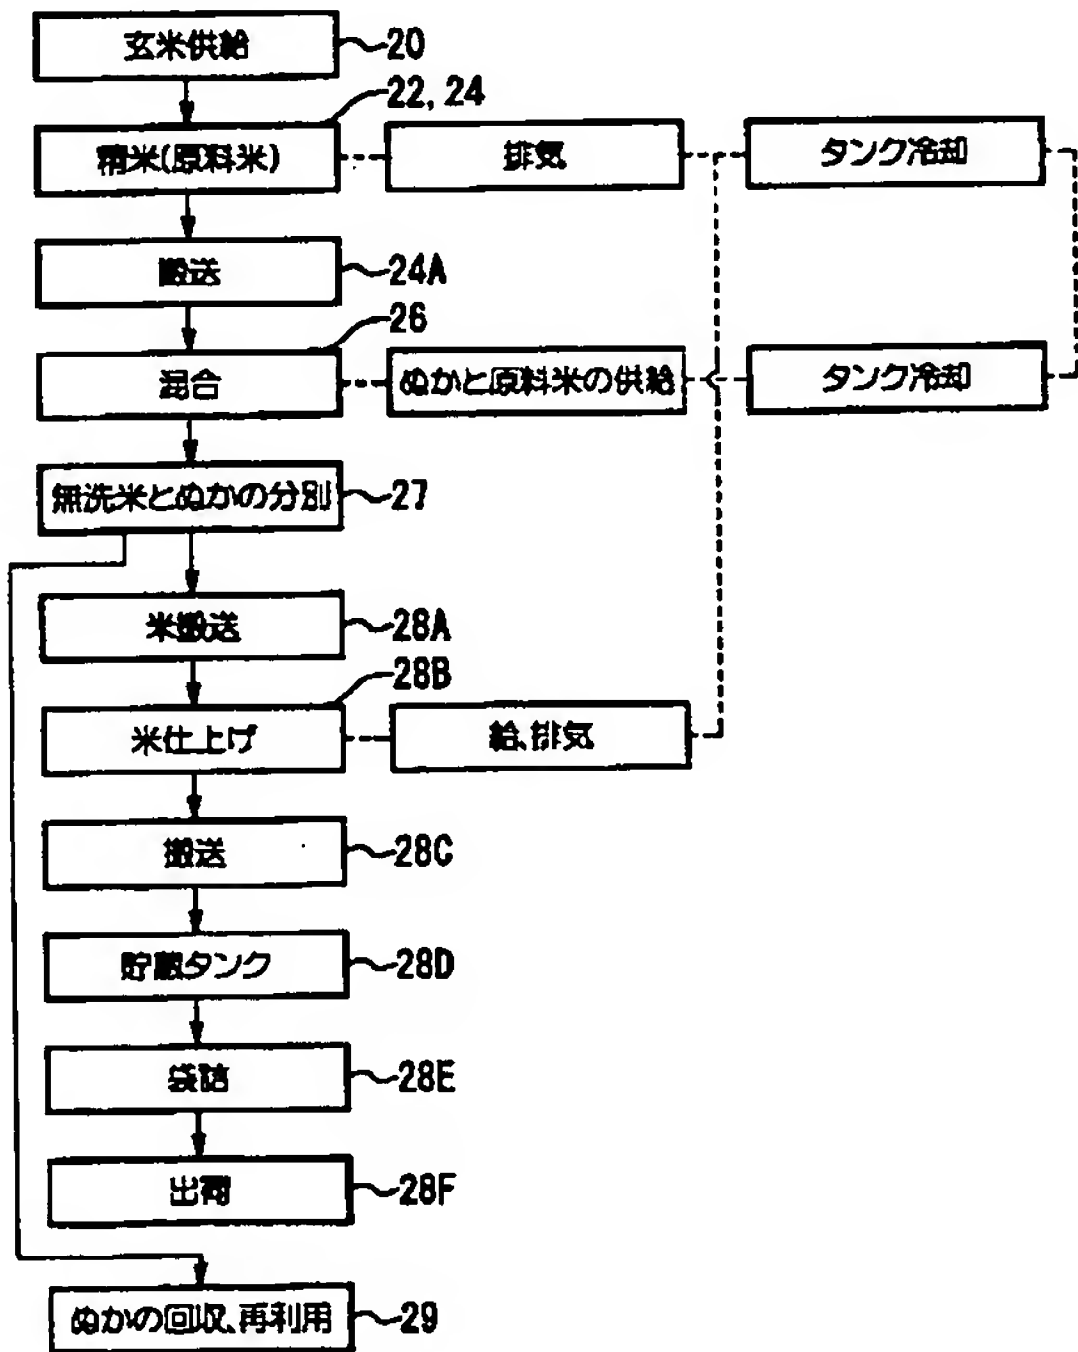 玄米供給
20
22, 24
精米(原料米)
排気
タンク冷却
搬送
24A
26
混合
ぬかと原料米の供給
タンク冷却
無洗米とぬかの分別
27
米搬送
28A
28B
米仕上げ
給、排気
搬送
28C
貯蔵タンク
28D
袋詰
28E
出荷
28F
ぬかの回収、再利用
29